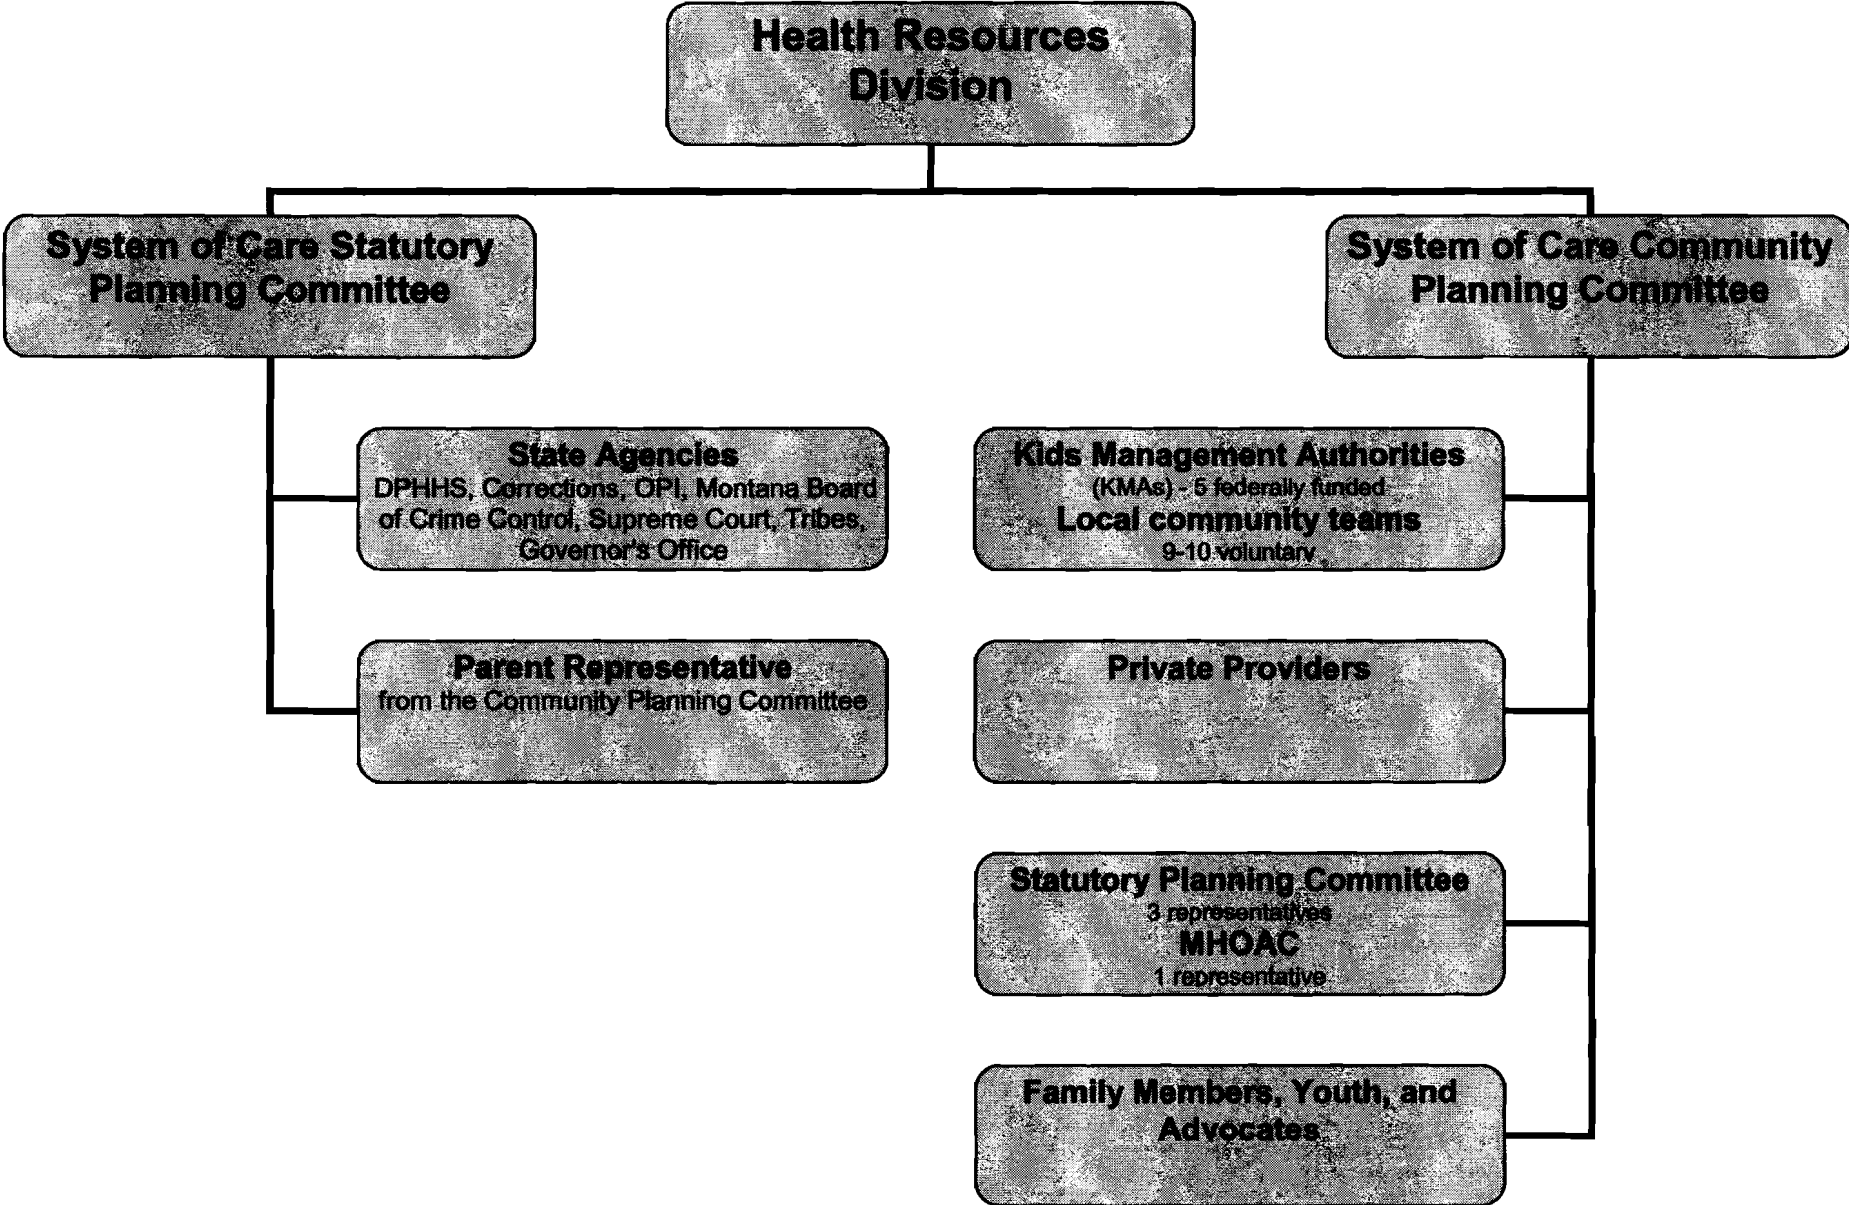 Health Resources
Division
System of Care Statutory
Planning Committee
System of Care Community
Planning Committee
State Agencies
DPHHS, Corrections, OPI, Montana Board
of Crime Control, Supreme Court, Tribes,
Governor's Office
Kids Management Authorities
(KMAs) - 5 federally funded
Local community teams
9-10 voluntary
Parent Representative
from the Community Planning Committee
Private Providers
Statutory Planning Committee
3 representatives
MHOAC
1 representative
Family Members, Youth, and
Advocates